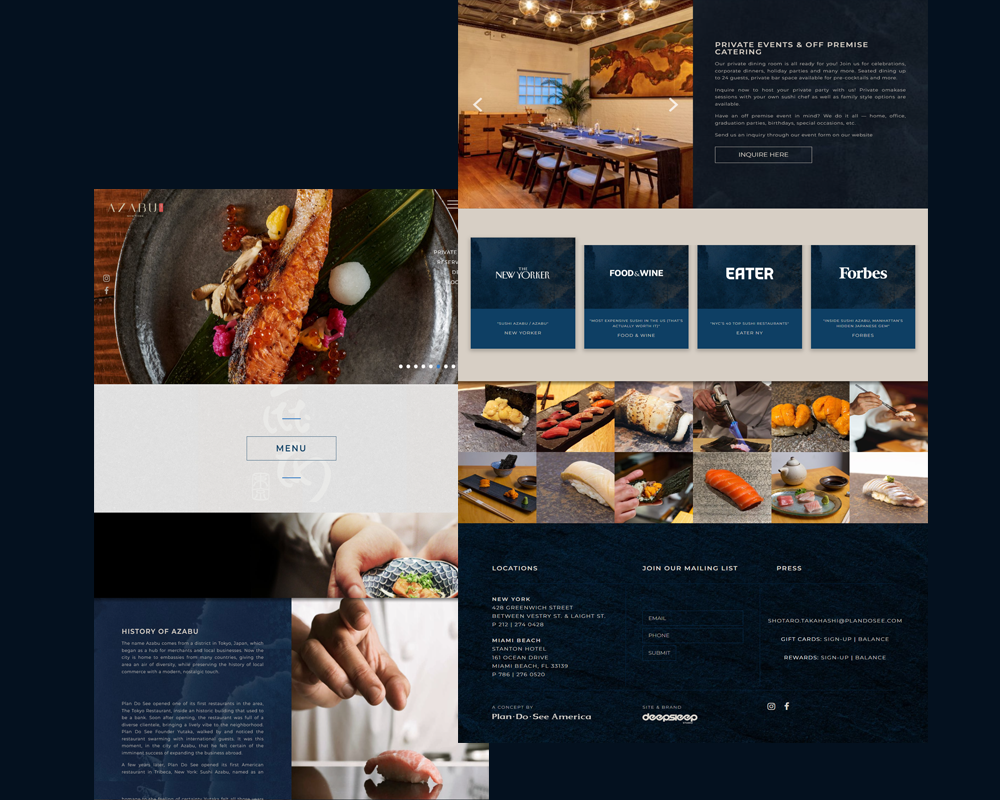 AZABU
PRIVATE
RESERV
MENU
HISTORY OF AZABU
The name Azabu comes from a district in Tokyo, Japan, which
began as a hub for merchants and local businesses. Now the
city is home to embassies from many countries, giving the
area an air of diversity, while preserving the history of local
commerce with a modern, nostalgic touch.
Plan Do See opened one of its first restaurants in the area,
The Tokyo Restaurant, inside an historic building that used to
be a bank. Soon after opening, the restaurant was full of a
diverse clientele, bringing a lively vibe to the neighborhood.
Plan Do See Founder Yutaka, walked by and noticed the
restaurant swarming with international guests. It was this
moment, in the city of Azabu, that he felt certain of the
imminent success of expanding the business abroad.
A few years later, Plan Do See opened its first American
restaurant in Tribeca, New York. Sushi Azabu, named as an
PRIVATE EVENTS & OFF PREMISE
CATERING
Our private dining room is all ready for you! Join us for celebrations,
corporate dinners, holiday parties and many more. Seated dining up
to 24 guests, private bar space available for pre-cocktails and more.
Inquire now to host your private party with us! Private omakase
sessions with your own sushi chef as well as family style options are
available.
Have an off premise event in mind? We do it all — home, office,
graduation parties, birthdays, special occasions, etc.
Send us an inquiry through our event form on our website.
INQUIRE HERE
THE
NEW YORKER
"SUSHI AZABU / AZABU"
NEW YORKER
FOOD&WINE
"MOST EXPENSIVE SUSHI IN THE US (THAT'S
ACTUALLY WORTH IT)"
FOOD & WINE
EATER
"NYC'S 40 TOP SUSHI RESTAURANTS"
EATER NY
Forbes
"INSIDE SUSHI AZABU, MANHATTAN'S
HIDDEN JAPANESE GEM"
FORBES
LOCATIONS
NEW YORK
428 GREENWICH STREET
BETWEEN VESTRY ST. & LAIGHT ST.
P 212 | 274 0428
MIAMI BEACH
STANTON HOTEL
161 OCEAN DRIVE
MIAMI BEACH, FL 33139
P 786 | 276 0520
A CONCEPT BY
Plan·Do·See America
JOIN OUR MAILING LIST
EMAIL
PHONE
SUBMIT
SITE & BRAND
deepsleep
PRESS
SHOTARO.TAKAHASHI@PLANDOSEE.COM
GIFT CARDS: SIGN-UP | BALANCE
REWARDS: SIGN-UP | BALANCE